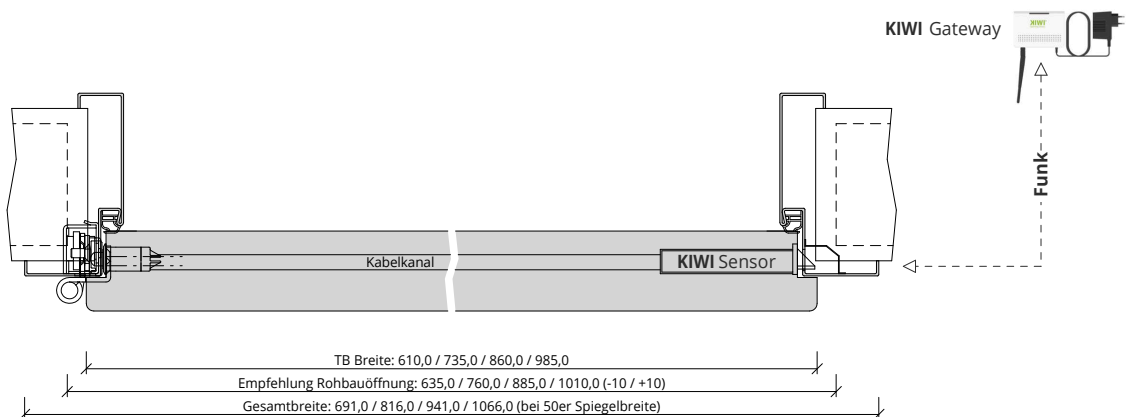 KIWI Gateway
KIWI
Funk
Kabelkanal
KIWI Sensor
TB Breite: 610,0 / 735,0 / 860,0 / 985,0
Empfehlung Rohbauöffnung: 635,0 / 760,0 / 885,0 / 1010,0 (-10 / +10)
Gesamtbreite: 691,0 / 816,0 / 941,0 / 1066,0 (bei 50er Spiegelbreite)